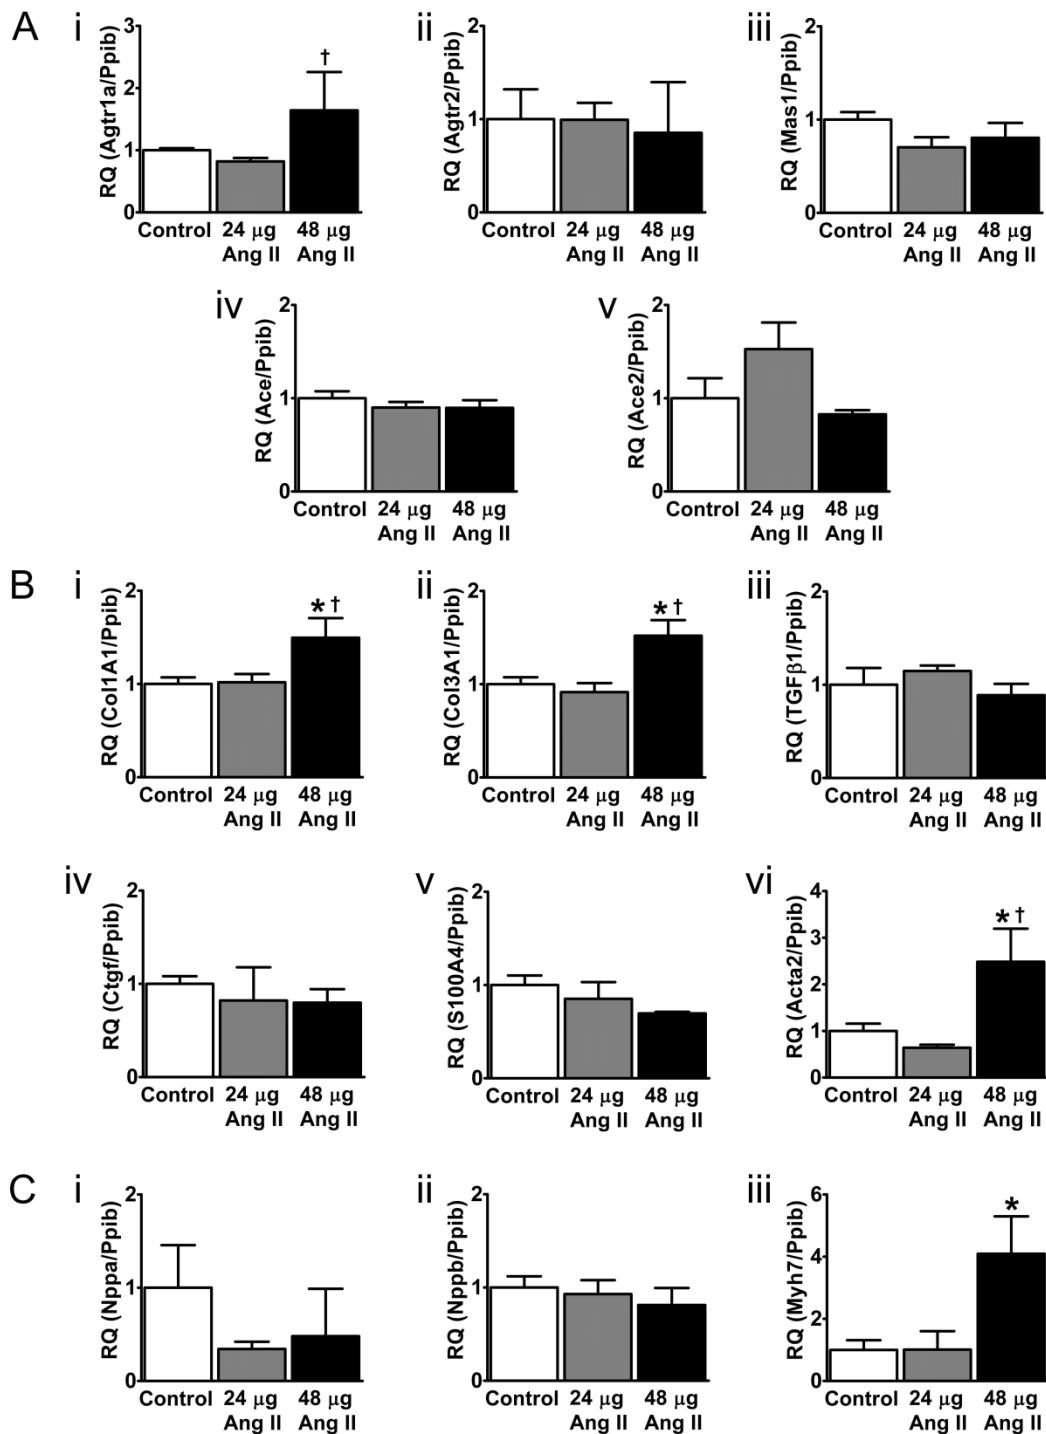 A
i
RQ (Agtr1a/Ppib)
3
2
1
0
†
Control
24 µg
Ang II
48 µg
Ang II
ii
RQ (Agtr2/Ppib)
2
1
0
Control
24 µg
Ang II
48 µg
Ang II
iii
RQ (Mas1/Ppib)
2
1
0
Control
24 µg
Ang II
48 µg
Ang II
iv
RQ (Ace/Ppib)
2
1
0
Control
24 µg
Ang II
48 µg
Ang II
v
RQ (Ace2/Ppib)
2
1
0
Control
24 µg
Ang II
48 µg
Ang II
B
i
RQ (Col1A1/Ppib)
2
1
0
* †
Control
24 µg
Ang II
48 µg
Ang II
ii
RQ (Col3A1/Ppib)
2
1
0
* †
Control
24 µg
Ang II
48 µg
Ang II
iii
RQ (TGFβ1/Ppib)
2
1
0
Control
24 µg
Ang II
48 µg
Ang II
iv
RQ (Ctgf/Ppib)
2
1
0
Control
24 µg
Ang II
48 µg
Ang II
v
RQ (S100A4/Ppib)
2
1
0
Control
24 µg
Ang II
48 µg
Ang II
vi
RQ (Acta2/Ppib)
4
3
2
1
0
* †
Control
24 µg
Ang II
48 µg
Ang II
C
i
RQ (Nppa/Ppib)
2
1
0
Control
24 µg
Ang II
48 µg
Ang II
ii
RQ (Nppb/Ppib)
2
1
0
Control
24 µg
Ang II
48 µg
Ang II
iii
RQ (Myh7/Ppib)
6
4
2
0
*
Control
24 µg
Ang II
48 µg
Ang II